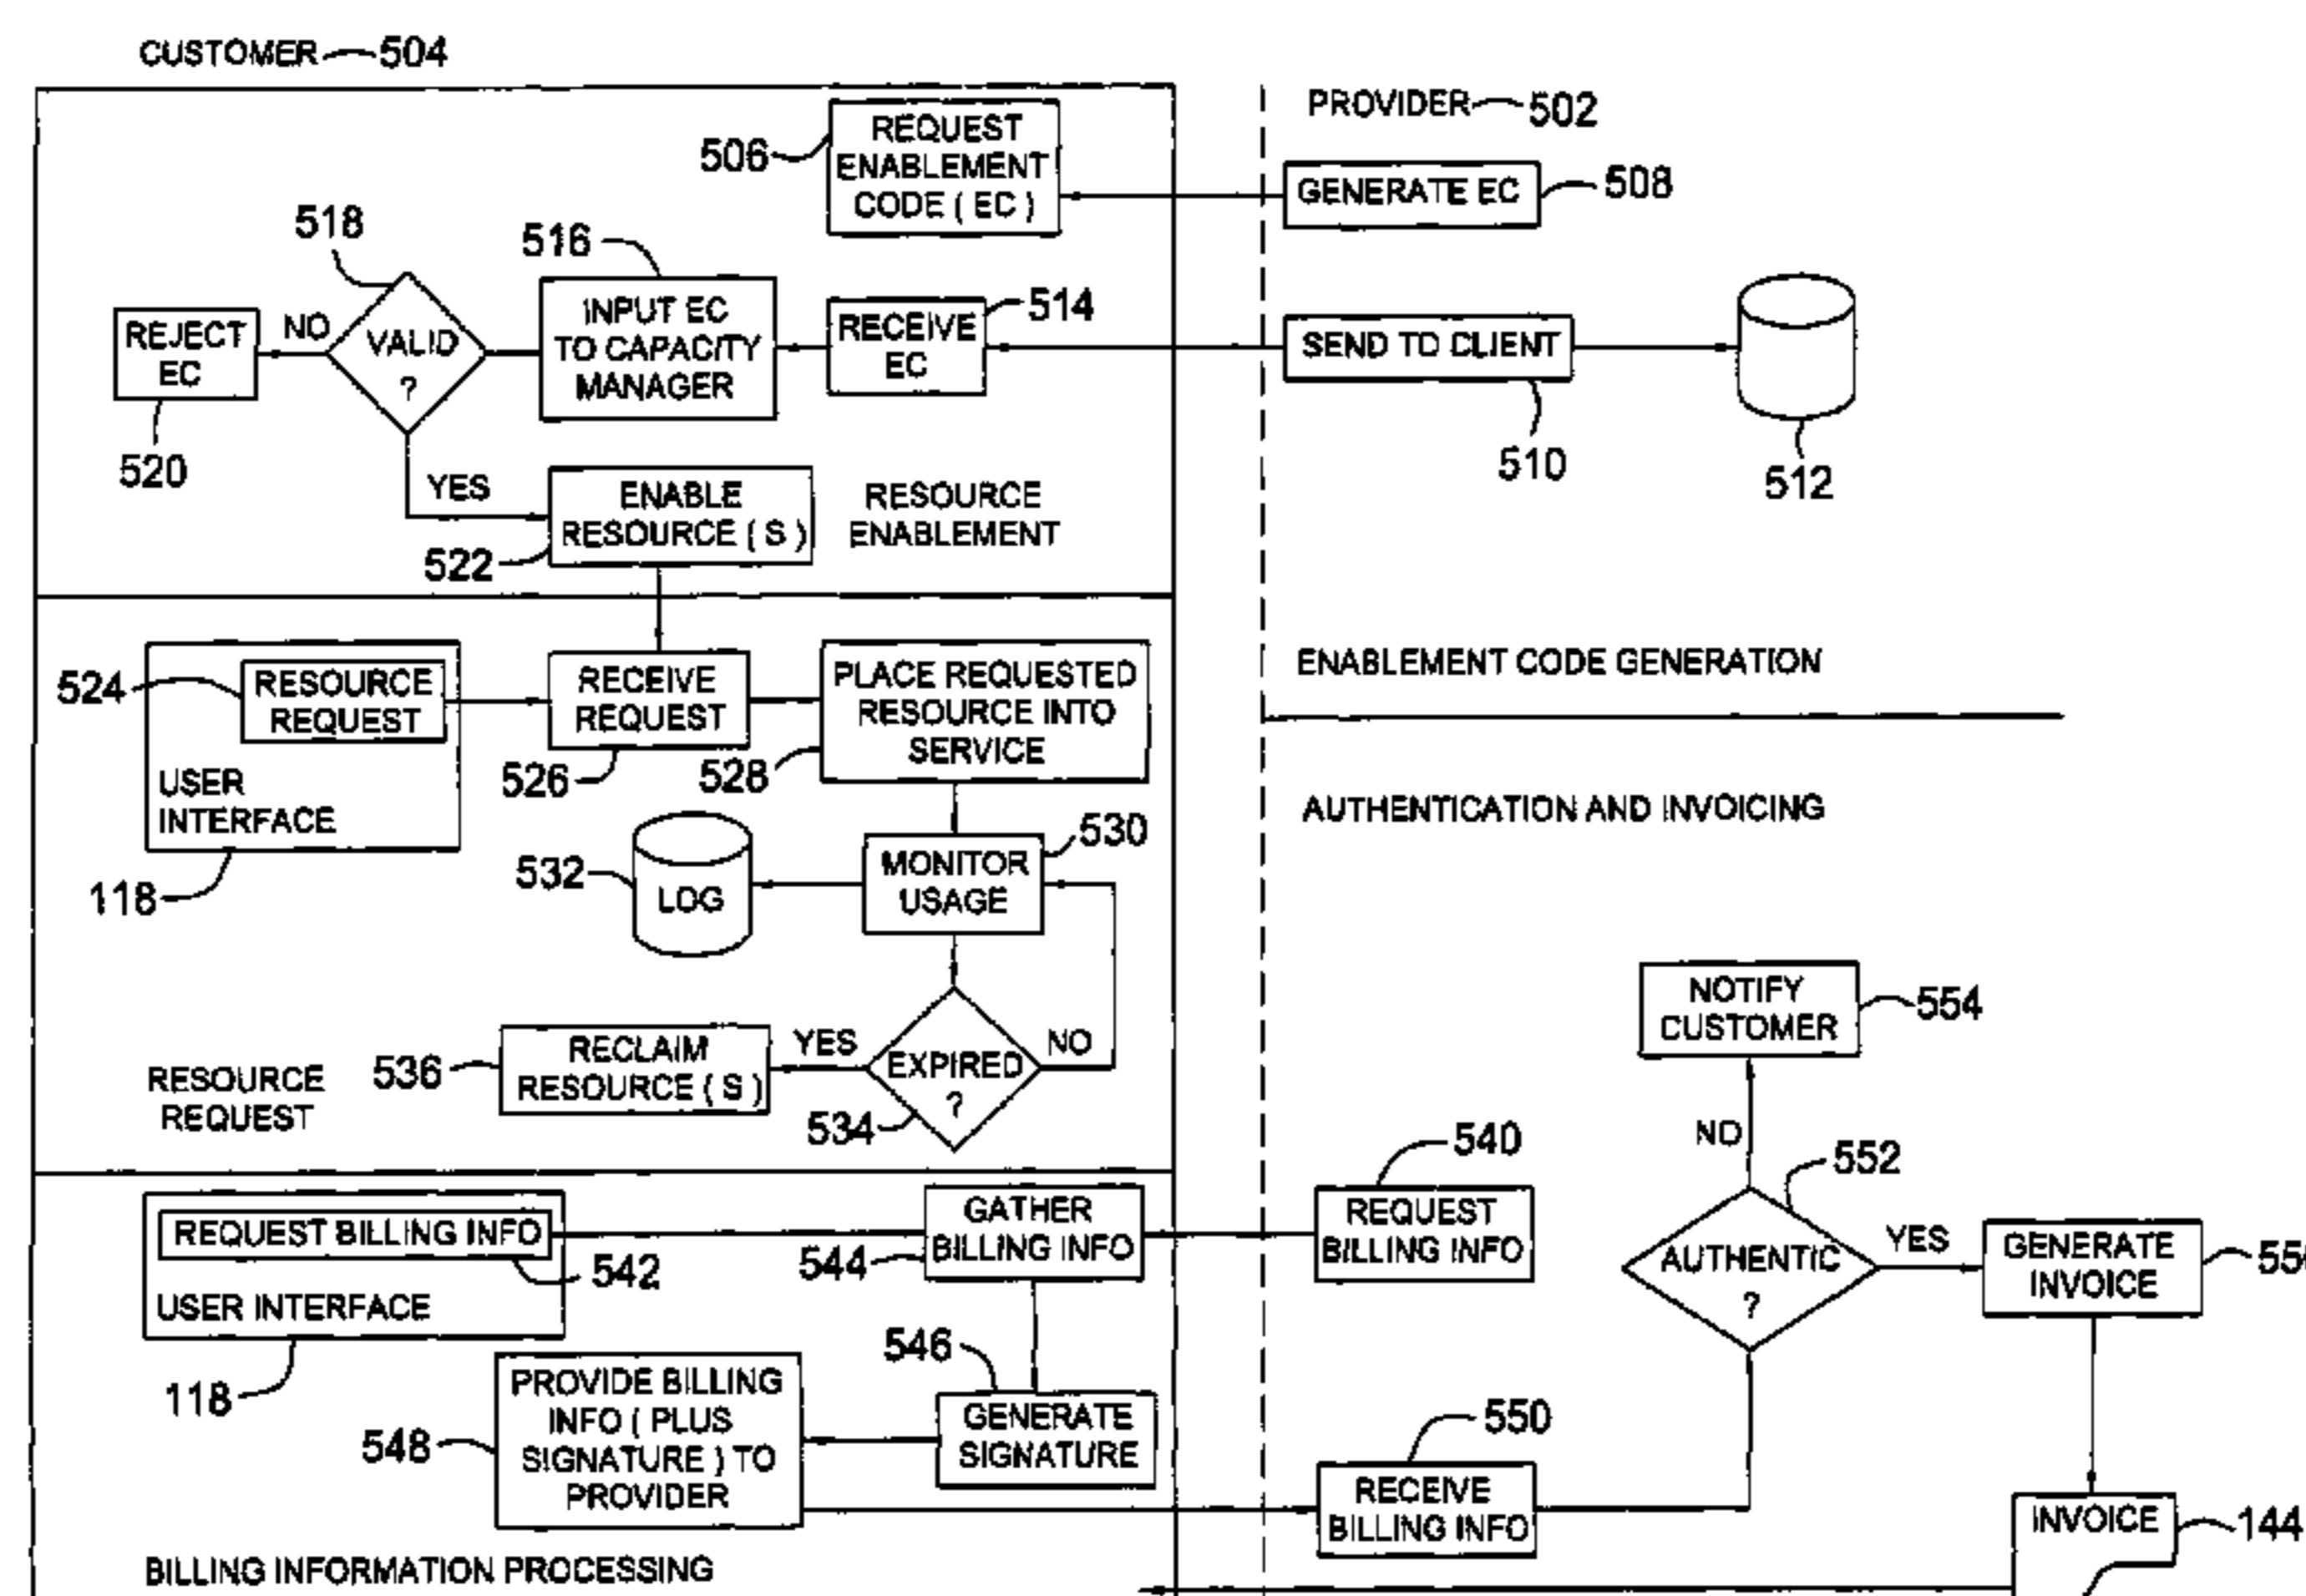 CUSTOMER 504
PROVIDER 502
506
REQUEST
ENABLEMENT
CODE ( EC )
GENERATE EC
508
518
516
514
REJECT
EC
NO
VALID
?
INPUT EC
TO CAPACITY
MANAGER
RECEIVE
EC
SEND TO CLIENT
520
510
512
YES
ENABLE
RESOURCE ( S )
522
RESOURCE
ENABLEMENT
524
RESOURCE
REQUEST
USER
INTERFACE
118
RECEIVE
REQUEST
526
528
PLACE REQUESTED
RESOURCE INTO
SERVICE
ENABLEMENT CODE GENERATION
AUTHENTICATION AND INVOICING
532
LOG
MONITOR
USAGE
530
536
RECLAIM
RESOURCE ( S )
YES
EXPIRED
?
NO
534
RESOURCE
REQUEST
NOTIFY
CUSTOMER
554
NO
552
REQUEST BILLING INFO
542
USER INTERFACE
118
544
GATHER
BILLING INFO
540
REQUEST
BILLING INFO
AUTHENTIC
?
YES
GENERATE
INVOICE
546
548
PROVIDE BILLING
INFO ( PLUS
SIGNATURE ) TO
PROVIDER
GENERATE
SIGNATURE
550
RECEIVE
BILLING INFO
INVOICE
144
BILLING INFORMATION PROCESSING